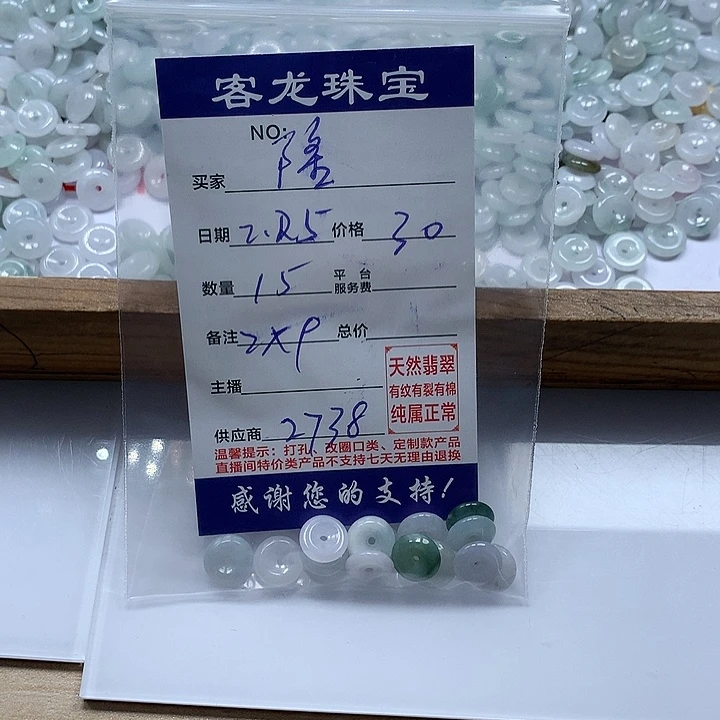 客龙珠宝
NO:
买家 隆
日期 2.25 价格 30
数量 15 平台服务费
备注 2X9 总价
主播
天然翡翠
有纹有裂有棉
纯属正常
供应商 2738
温馨提示：打孔、改圈口类、定制款产品
直播间特价类产品不支持七天无理由退换
感谢您的支持！